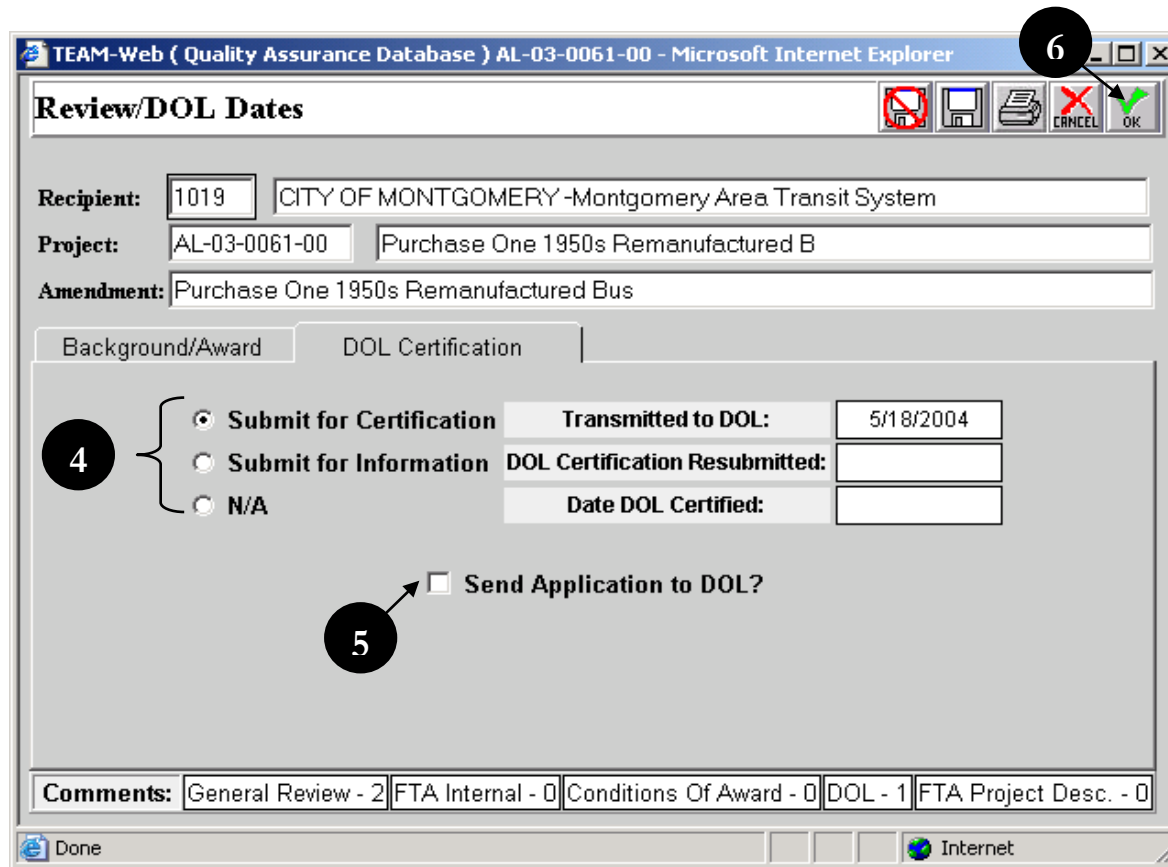 6
TEAM-Web ( Quality Assurance Database ) AL-03-0061-00 - Microsoft Internet Explorer
Review/DOL Dates
CANCEL OK
Recipient: 1019 CITY OF MONTGOMERY -Montgomery Area Transit System
Project: AL-03-0061-00 Purchase One 1950s Remanufactured B
Amendment: Purchase One 1950s Remanufactured Bus
Background/Award DOL Certification
Submit for Certification Transmitted to DOL: 5/18/2004
4 Submit for Information DOL Certification Resubmitted:
N/A Date DOL Certified:
Send Application to DOL?
5
Comments: General Review - 2 FTA Internal - 0 Conditions Of Award - 0 DOL - 1 FTA Project Desc. - 0
Done Internet